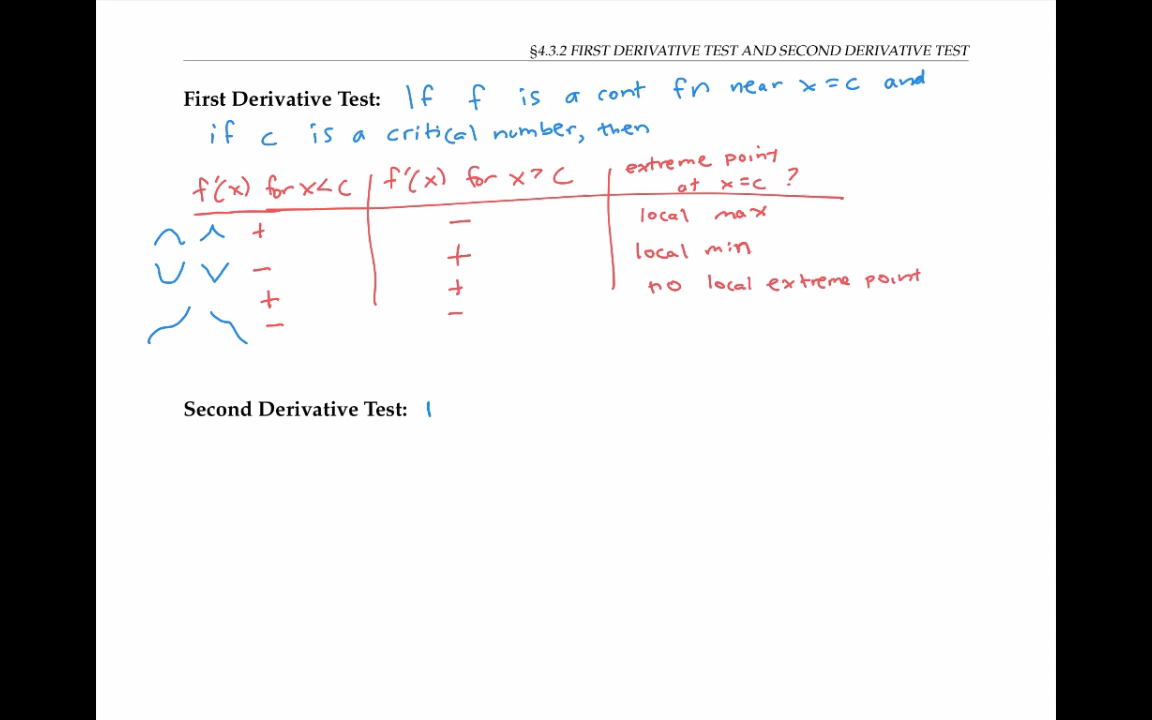 §4.3.2 FIRST DERIVATIVE TEST AND SECOND DERIVATIVE TEST
First Derivative Test: If f is a cont fn near x = c and
if c is a critical number, then
f'(x) for x < c f'(x) for x > c extreme point
at x = c ?
+ − local max
− + local min
+ + no local extreme point
− −
Second Derivative Test: I